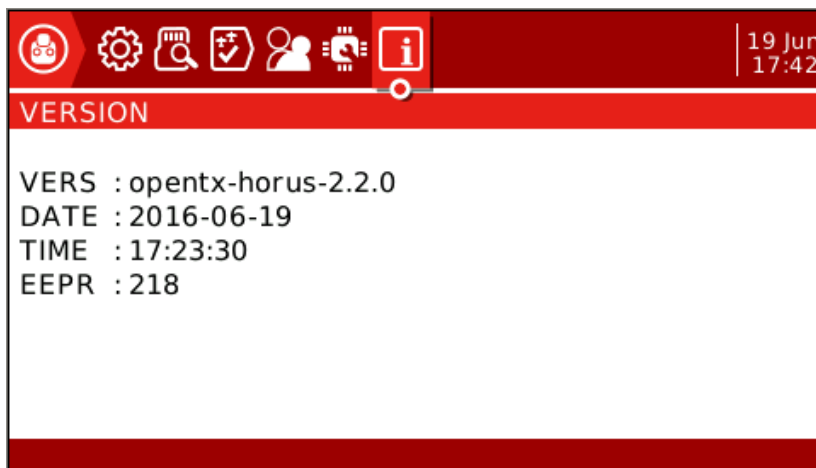 19 Jun
17:42
VERSION
VERS : opentx-horus-2.2.0
DATE : 2016-06-19
TIME : 17:23:30
EEPR : 218